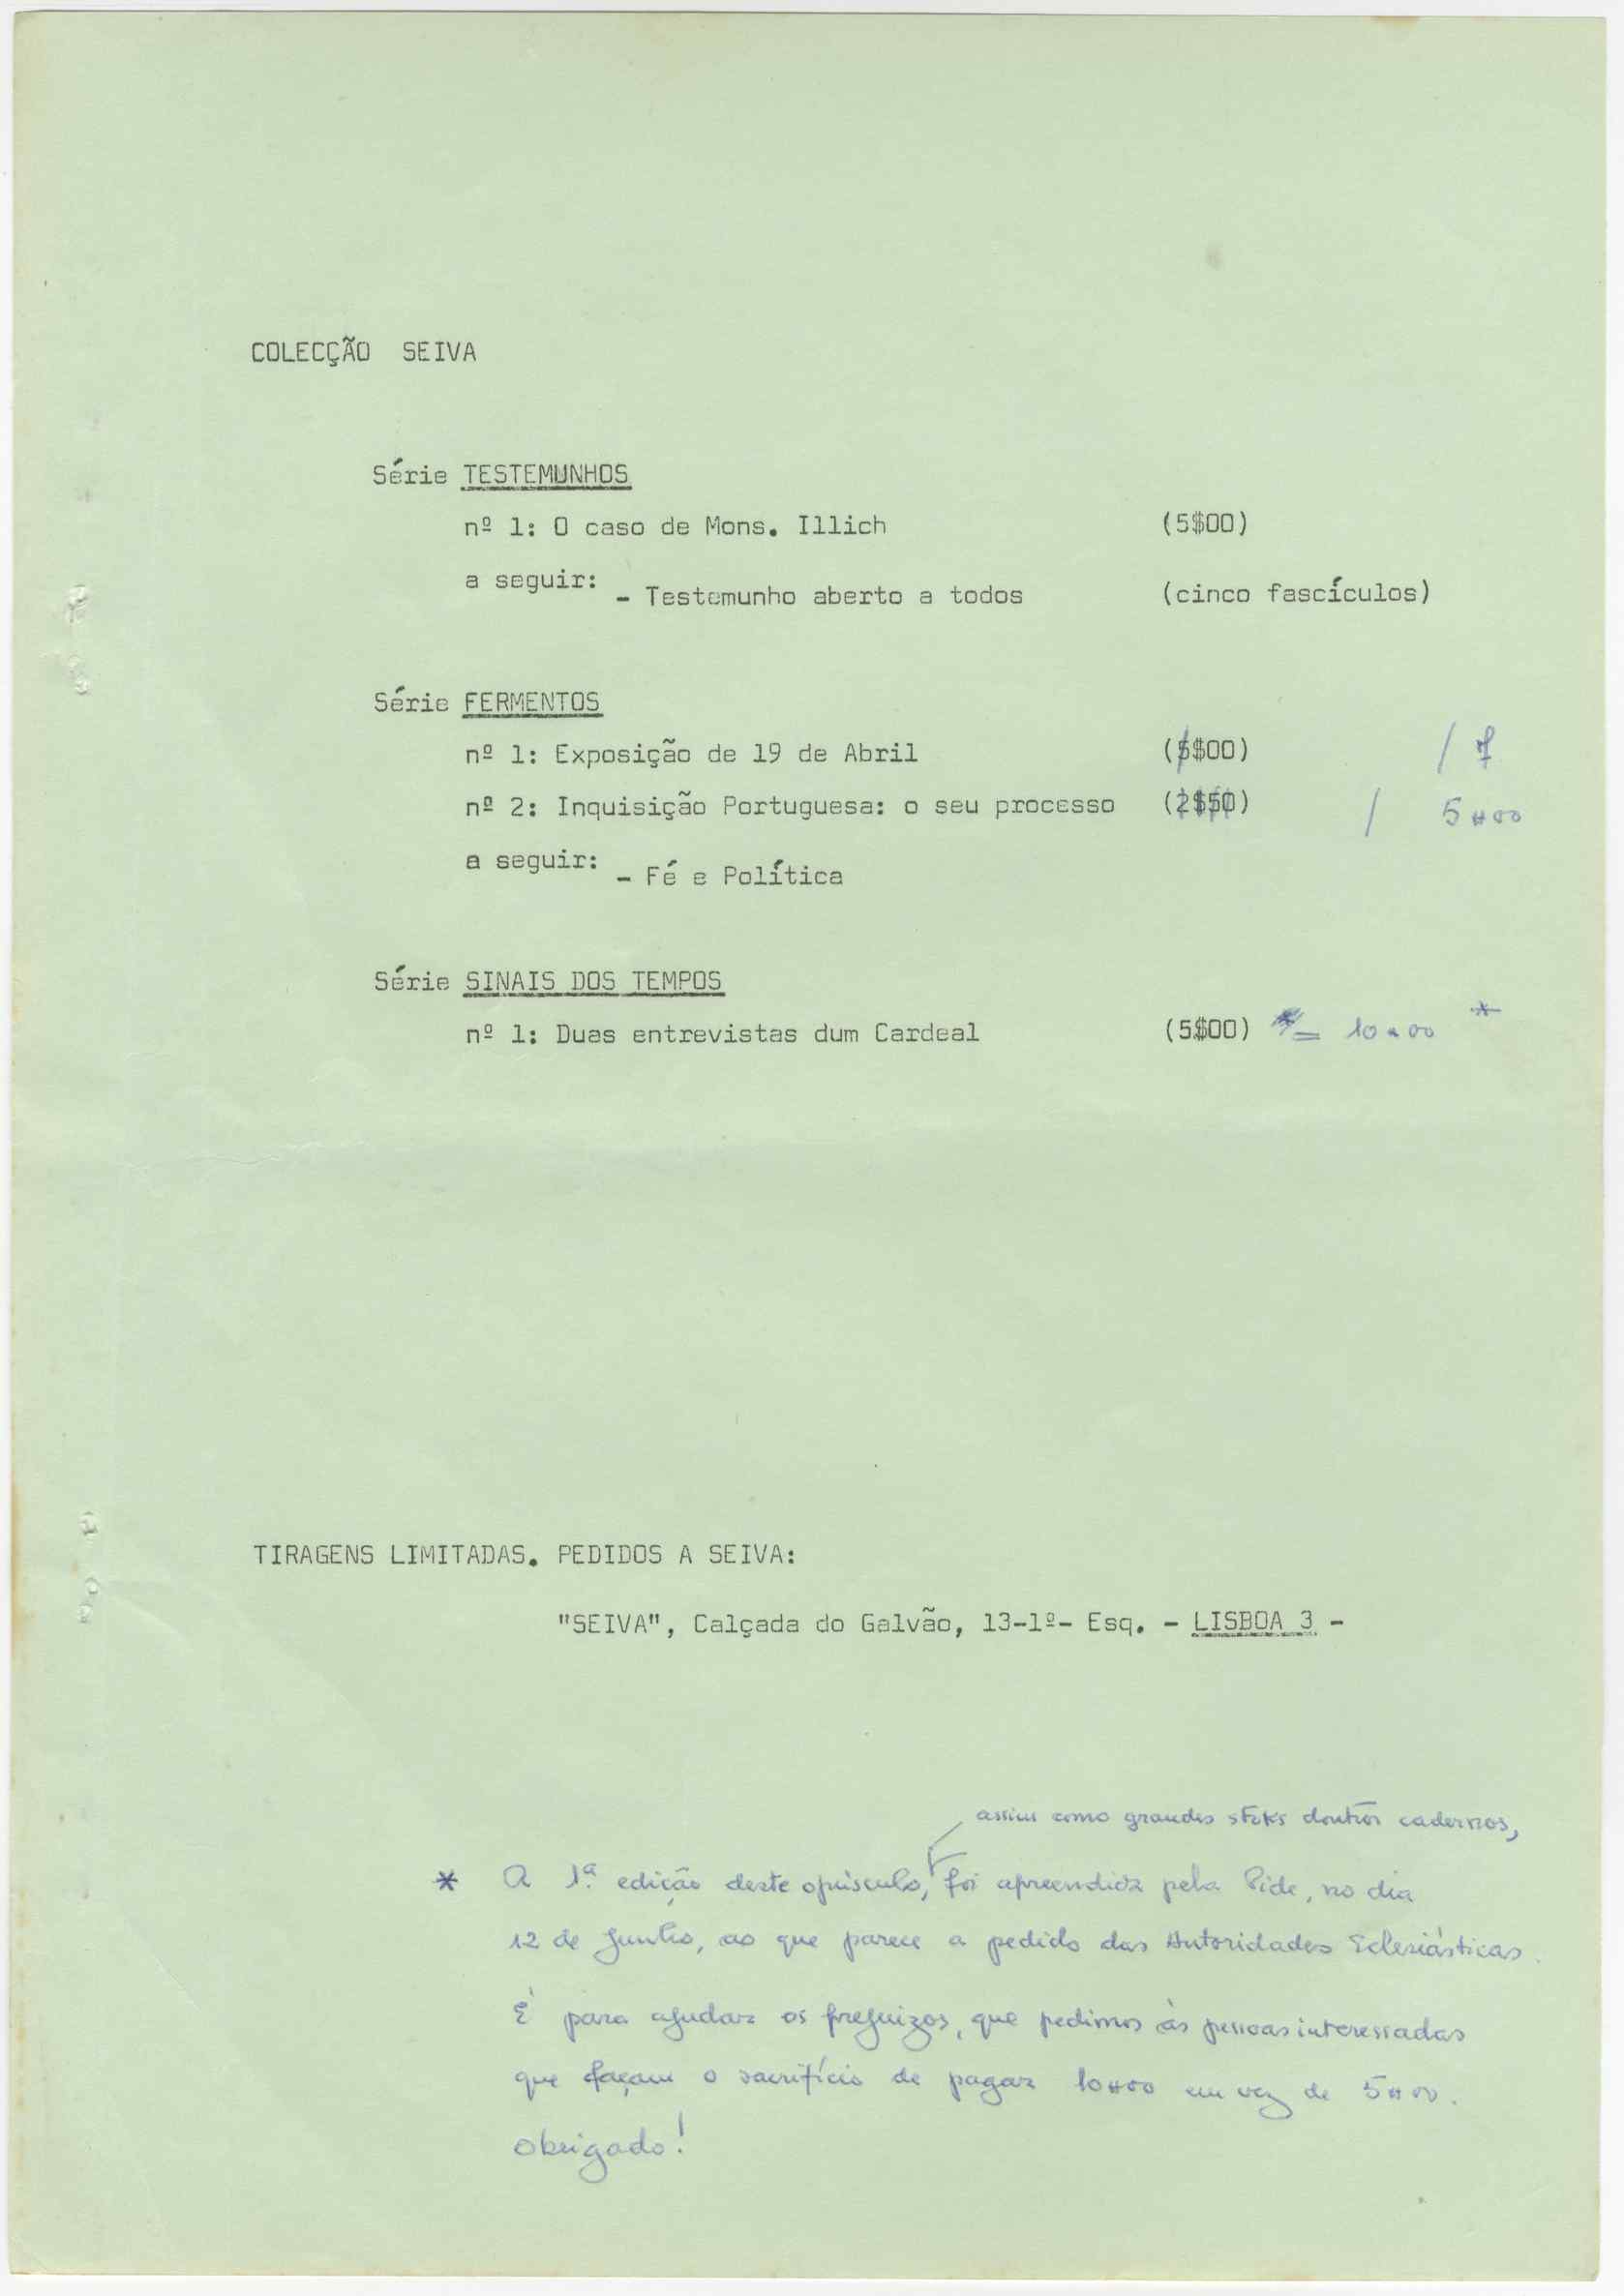 COLECÇÃO SEIVA
Série TESTEMUNHOS
nº 1: O caso de Mons. Illich (5$00)
a seguir:
- Testemunho aberto a todos (cinco fascículos)
Série FERMENTOS
nº 1: Exposição de 19 de Abril ($00) / 7
nº 2: Inquisição Portuguesa: o seu processo (2$50) / 5$00
a seguir:
- Fé e Política
Série SINAIS DOS TEMPOS
nº 1: Duas entrevistas dum Cardeal (5$00) = 10$00 *
TIRAGENS LIMITADAS. PEDIDOS A SEIVA:
"SEIVA", Calçada do Galvão, 13-1º- Esq. - LISBOA 3 -
assim como grandes stoks doutros cadernos,
* A 1ª edição deste opúsculo, foi apreendida pela Pide, no dia
12 de Junho, ao que parece a pedido das Autoridades Eclesiásticas.
É para ajudar os prejuizos, que pedimos às pessoas interessadas
que façam o sacrifício de pagar 10$00 em vez de 5$00.
Obrigado!